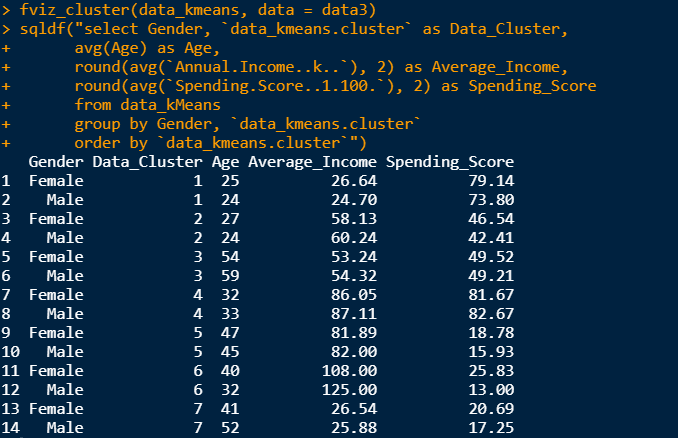 > fviz_cluster(data_kmeans, data = data3)
> sqldf("select Gender, `data_kmeans.cluster` as Data_Cluster,
+       avg(Age) as Age,
+       round(avg(`Annual.Income..k..`), 2) as Average_Income,
+       round(avg(`Spending.Score..1.100.`), 2) as Spending_Score
+       from data_kMeans
+       group by Gender, `data_kmeans.cluster`
+       order by `data_kmeans.cluster`")
   Gender Data_Cluster Age Average_Income Spending_Score
1  Female            1  25          26.64          79.14
2    Male            1  24          24.70          73.80
3  Female            2  27          58.13          46.54
4    Male            2  24          60.24          42.41
5  Female            3  54          53.24          49.52
6    Male            3  59          54.32          49.21
7  Female            4  32          86.05          81.67
8    Male            4  33          87.11          82.67
9  Female            5  47          81.89          18.78
10   Male            5  45          82.00          15.93
11 Female            6  40         108.00          25.83
12   Male            6  32         125.00          13.00
13 Female            7  41          26.54          20.69
14   Male            7  52          25.88          17.25